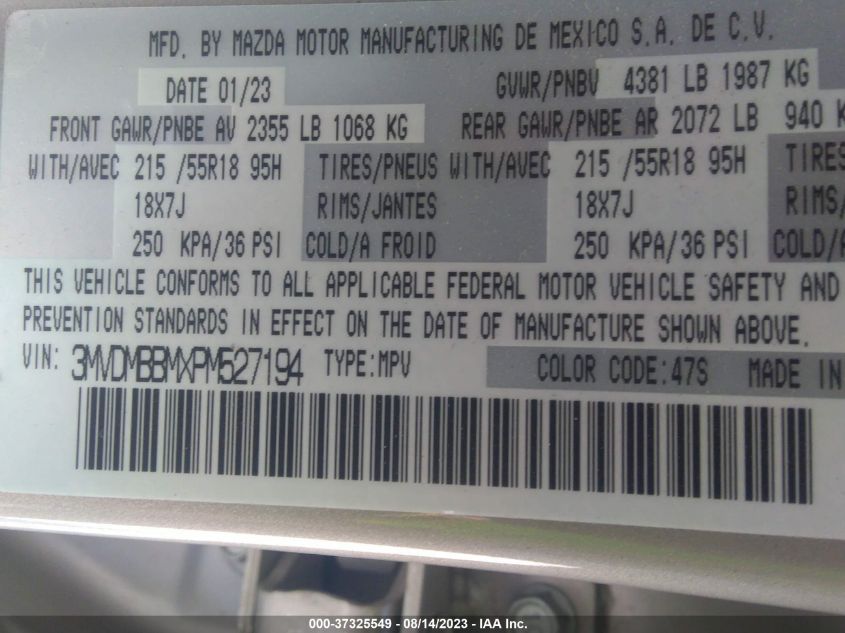 MFD. BY MAZDA MOTOR MANUFACTURING DE MEXICO S.A. DE C.V.
DATE 01/23 GVWR/PNBV 4381 LB 1987 KG
FRONT GAWR/PNBE AV 2355 LB 1068 KG REAR GAWR/PNBE AR 2072 LB 940 K
WITH/AVEC 215 /55R18 95H TIRES/PNEUS WITH/AVEC 215 /55R18 95H TIRES
18X7J RIMS/JANTES 18X7J RIMS/
250 KPA/36 PSI COLD/A FROID 250 KPA/36 PSI COLD/A
THIS VEHICLE CONFORMS TO ALL APPLICABLE FEDERAL MOTOR VEHICLE SAFETY AND
PREVENTION STANDARDS IN EFFECT ON THE DATE OF MANUFACTURE SHOWN ABOVE.
VIN: 3MVDMBBMXPM527194 TYPE:MPV COLOR CODE:47S MADE IN
000-37325549 - 08/14/2023 - IAA Inc.